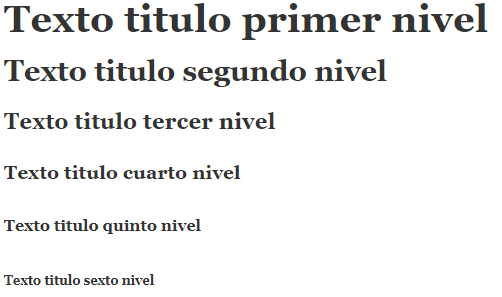 Texto titulo primer nivel
Texto titulo segundo nivel
Texto titulo tercer nivel
Texto titulo cuarto nivel
Texto titulo quinto nivel
Texto titulo sexto nivel